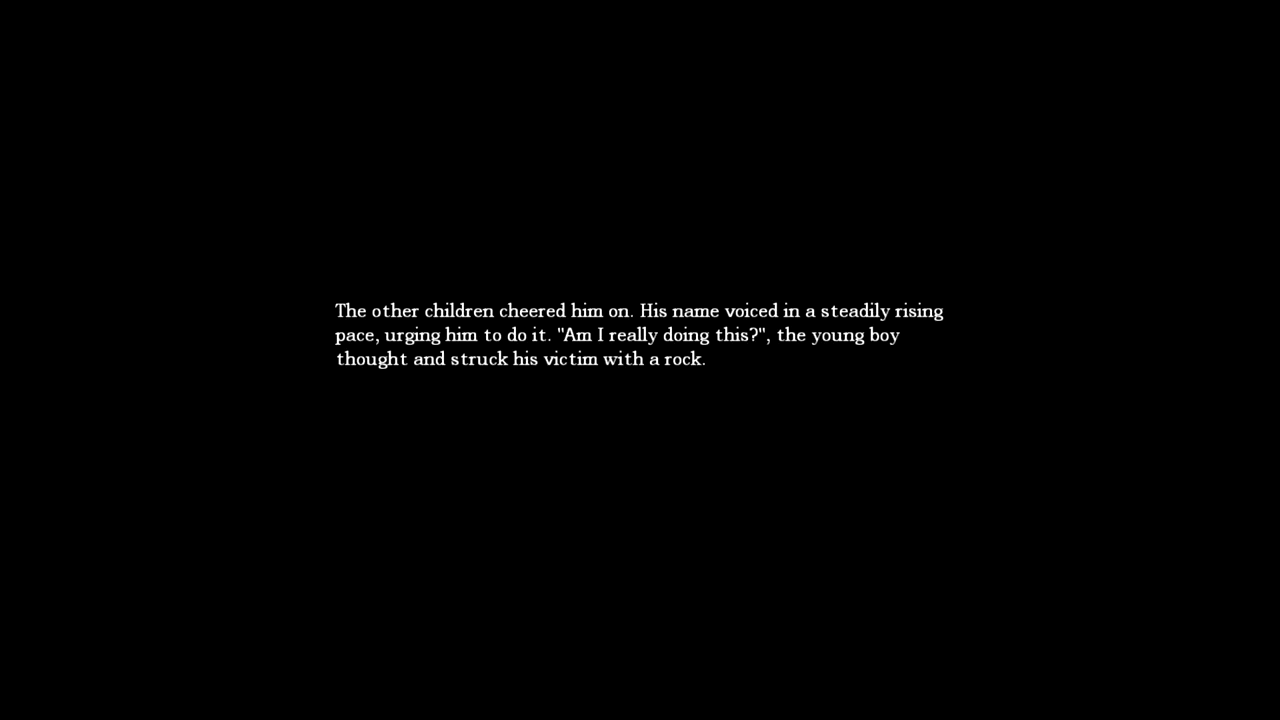 The other children cheered him on. His name voiced in a steadily rising
pace, urging him to do it. "Am I really doing this?", the young boy
thought and struck his victim with a rock.